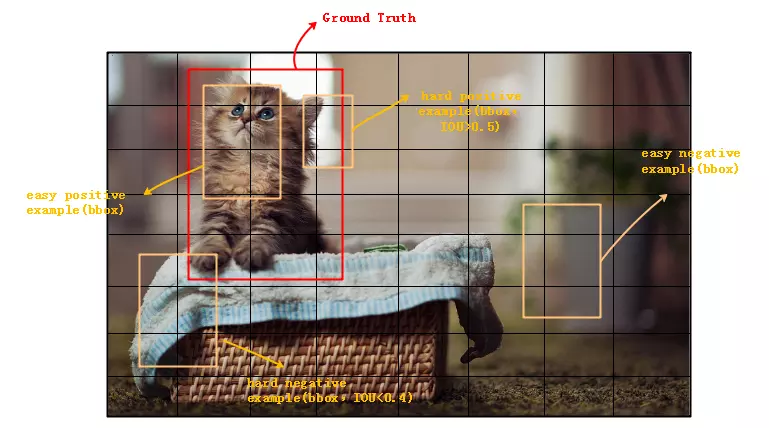 Ground Truth
hard positive
example(bbox,
IOU>0.5)
easy negative
example(bbox)
easy positive
example(bbox)
hard negative
example(bbox, IOU<0.4)